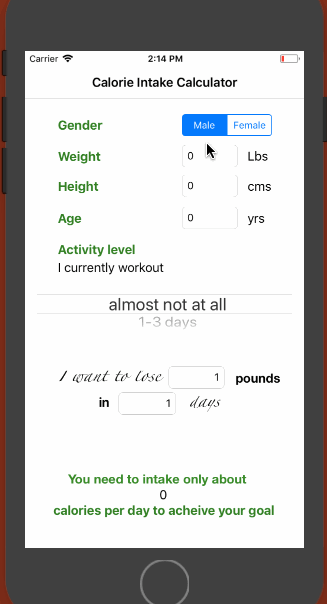 Carrier 2:14 PM
Calorie Intake Calculator
Gender Male Female
Weight 0 Lbs
Height 0 cms
Age 0 yrs
Activity level
I currently workout
almost not at all
1-3 days
I want to lose 1 pounds
in 1 days
You need to intake only about
0
calories per day to acheive your goal